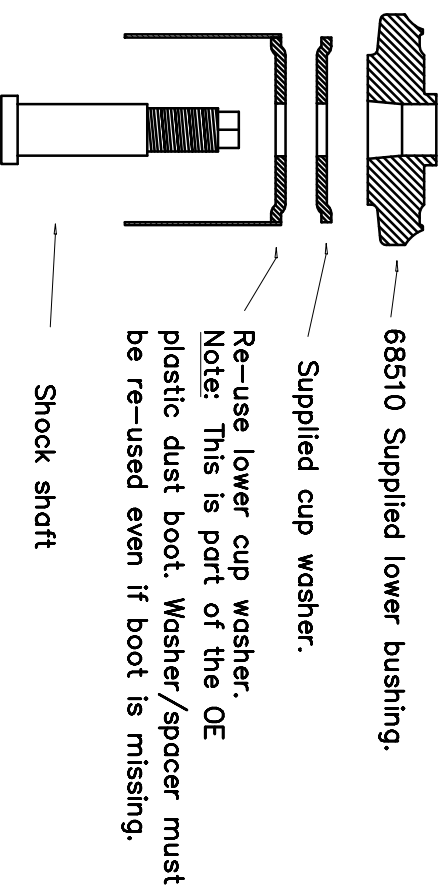 68510 Supplied lower bushing.
Supplied cup washer.
Re-use lower cup washer.
Note: This is part of the OE
plastic dust boot. Washer/spacer must
be re-used even if boot is missing.
Shock shaft